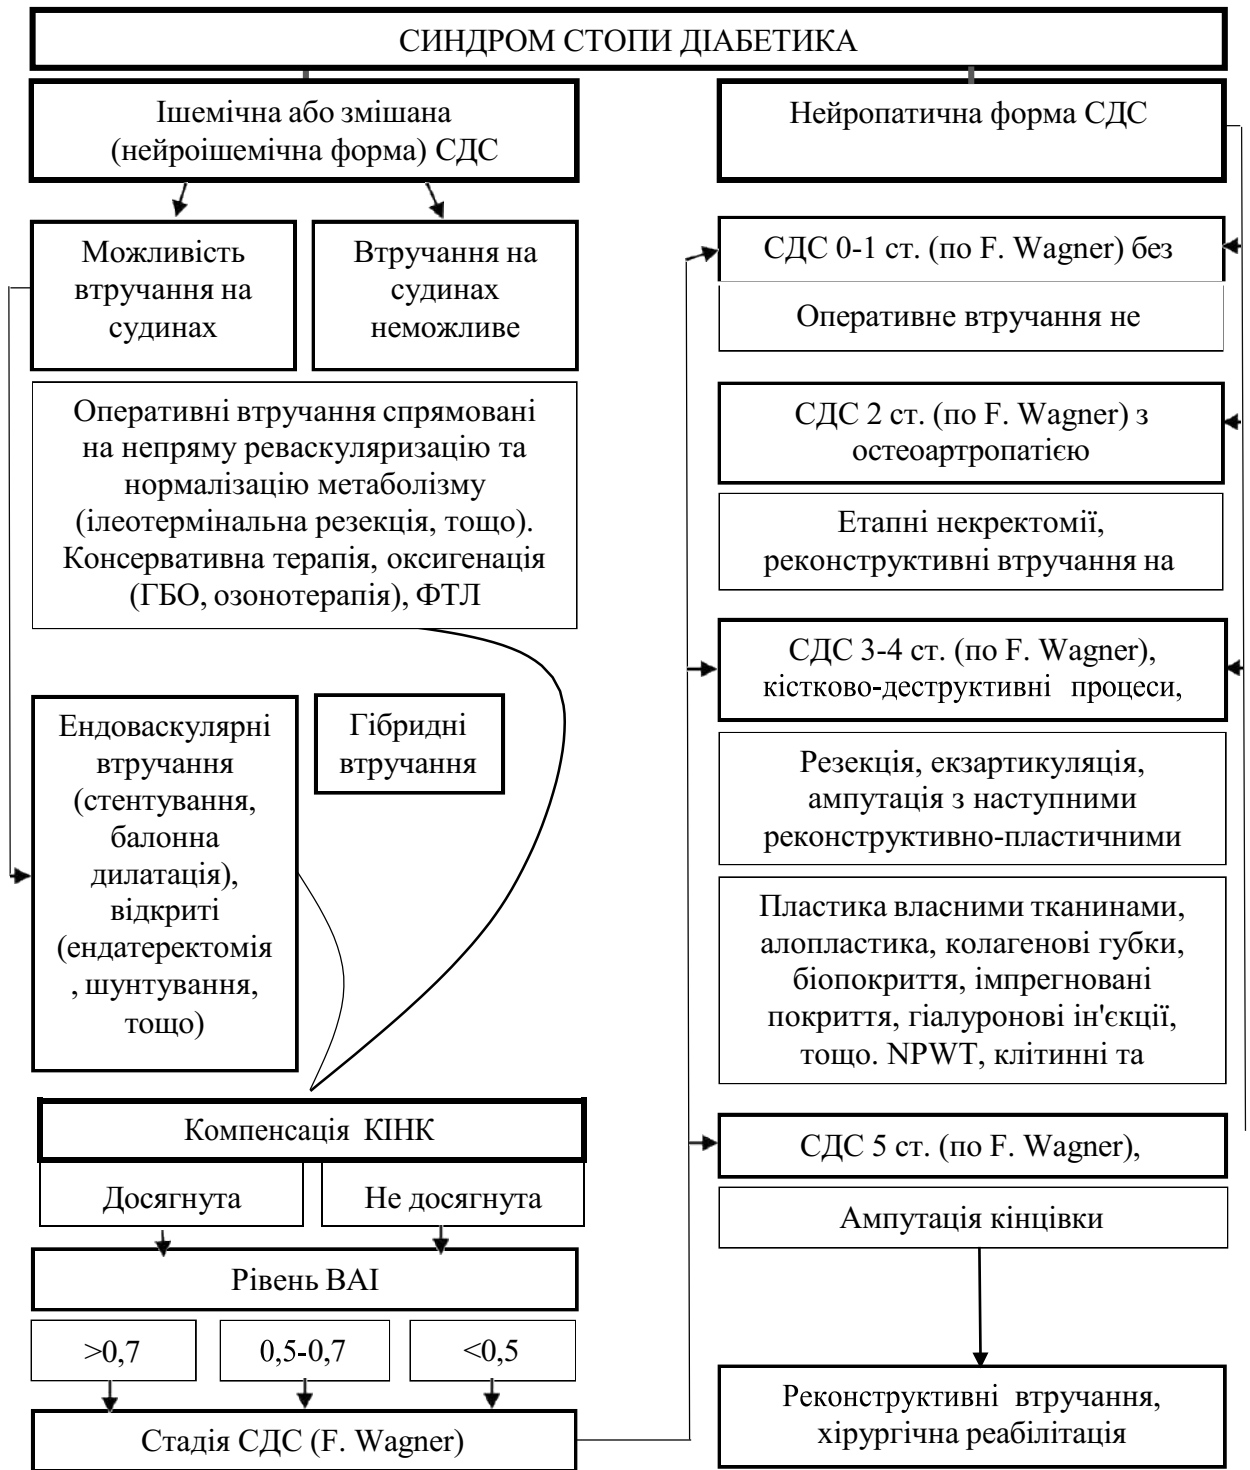 СИНДРОМ СТОПИ ДІАБЕТИКА
Ішемічна або змішана
(нейроішемічна форма) СДС
Можливість
втручання на
судинах
Втручання на
судинах
неможливе
Оперативні втручання спрямовані
на непряму реваскуляризацію та
нормалізацію метаболізму
(ілеотермінальна резекція, тощо).
Консервативна терапія, оксигенація
(ГБО, озонотерапія), ФТЛ
Ендоваскулярні
втручання
(стентування,
балонна
дилатація),
відкриті
(ендатеректомія
, шунтування,
тощо)
Гібридні
втручання
Компенсація КІНК
Досягнута
Не досягнута
Рівень ВАІ
>0,7
0,5-0,7
<0,5
Стадія СДС (F. Wagner)
Нейропатична форма СДС
СДС 0-1 ст. (по F. Wagner) без
Оперативне втручання не
СДС 2 ст. (по F. Wagner) з
остеоартропатією
Етапні некректомії,
реконструктивні втручання на
СДС 3-4 ст. (по F. Wagner),
кістково-деструктивні процеси,
Резекція, екзартикуляція,
ампутація з наступними
реконструктивно-пластичними
Пластика власними тканинами,
алопластика, колагенові губки,
біопокриття, імпрегновані
покриття, гіалуронові ін'єкції,
тощо. NPWT, клітинні та
СДС 5 ст. (по F. Wagner),
Ампутація кінцівки
Реконструктивні втручання,
хірургічна реабілітація